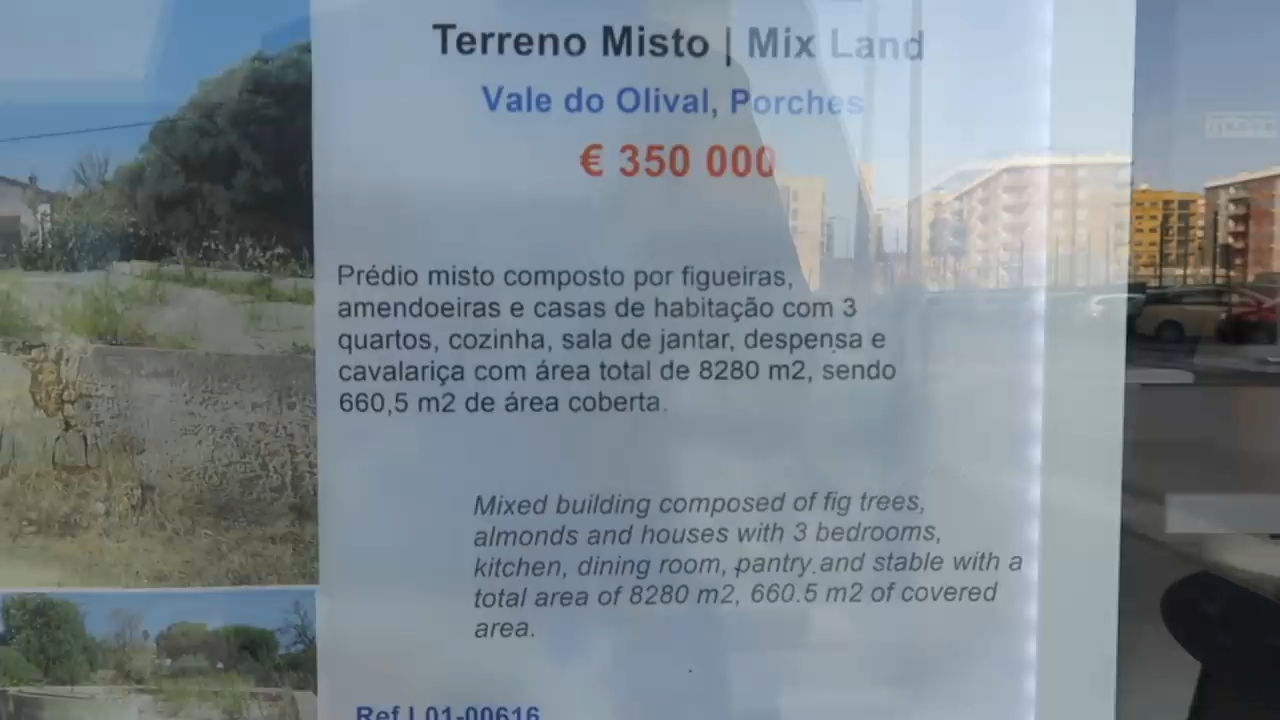 Terreno Misto | Mix Land
Vale do Olival, Porches
€ 350 000
Prédio misto composto por figueiras,
amendoeiras e casas de habitação com 3
quartos, cozinha, sala de jantar, despensa e
cavalariça com área total de 8280 m2, sendo
660,5 m2 de área coberta.
Mixed building composed of fig trees,
almonds and houses with 3 bedrooms,
kitchen, dining room, pantry and stable with a
total area of 8280 m2, 660.5 m2 of covered
area.
Ref L01-00616